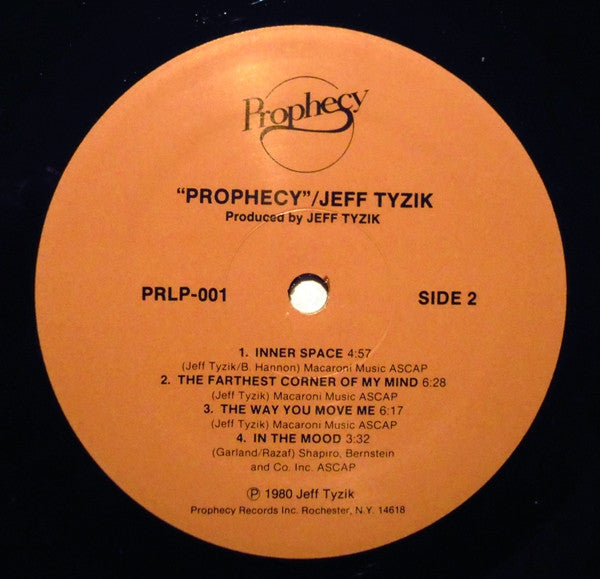 Prophecy
"PROPHECY"/JEFF TYZIK
Produced by JEFF TYZIK
PRLP-001
SIDE 2
1. INNER SPACE 4:57
(Jeff Tyzik/B. Hannon) Macaroni Music ASCAP
2. THE FARTHEST CORNER OF MY MIND 6:28
(Jeff Tyzik) Macaroni Music ASCAP
3. THE WAY YOU MOVE ME 6:17
(Jeff Tyzik) Macaroni Music ASCAP
4. IN THE MOOD 3:32
(Garland/Razaf) Shapiro, Bernstein
and Co. Inc. ASCAP
Ⓟ 1980 Jeff Tyzik
Prophecy Records Inc. Rochester, N.Y. 14618